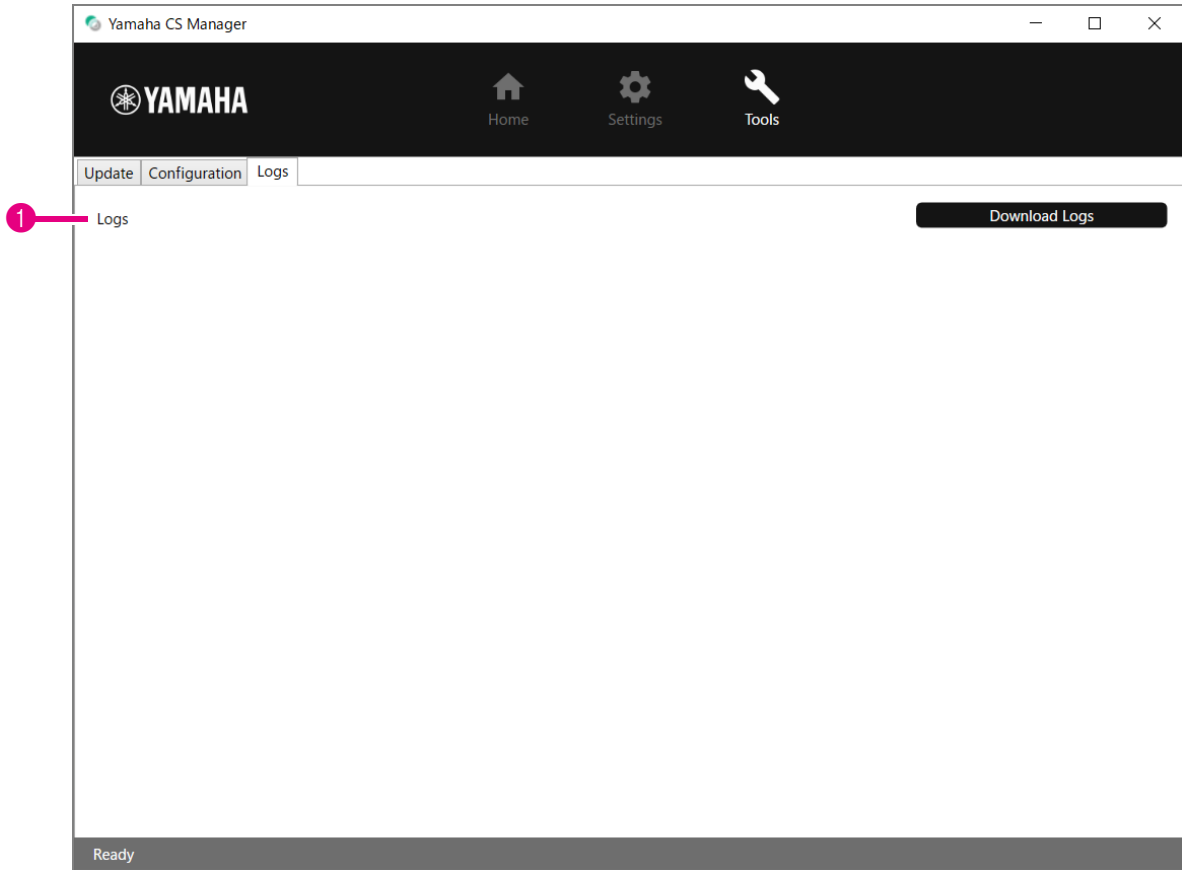 Yamaha CS Manager
YAMAHA
Home Settings Tools
Update Configuration Logs
1 Logs Download Logs
Ready